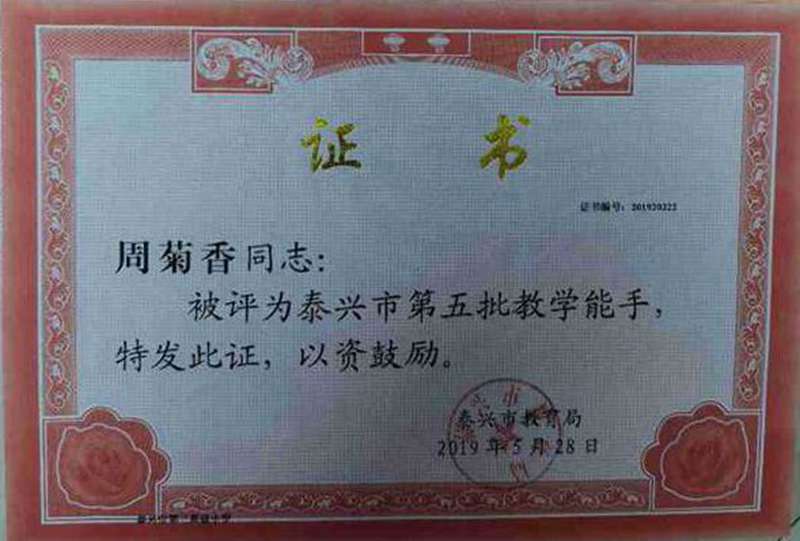 证 书
证书编号：201920222
周菊香同志：
被评为泰兴市第五批教学能手，
特发此证，以资鼓励。
泰兴市教育局
2019年5月28日